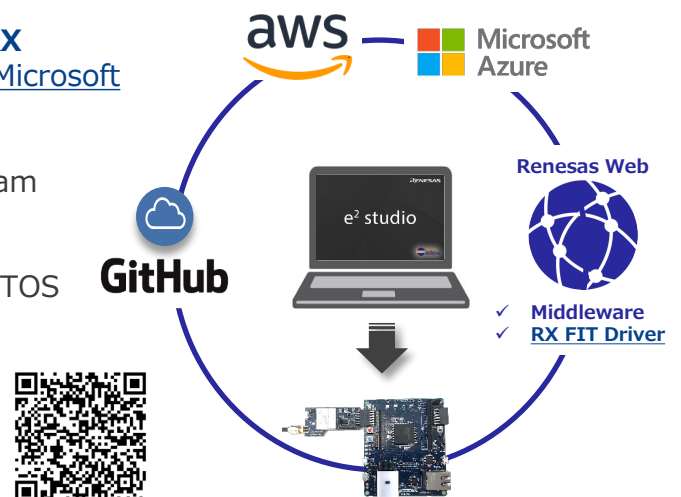 X
Microsoft
am
TOS
aws
Microsoft
Azure
Renesas Web
RENESAS
e² studio
GitHub
✓ Middleware
✓ RX FIT Driver